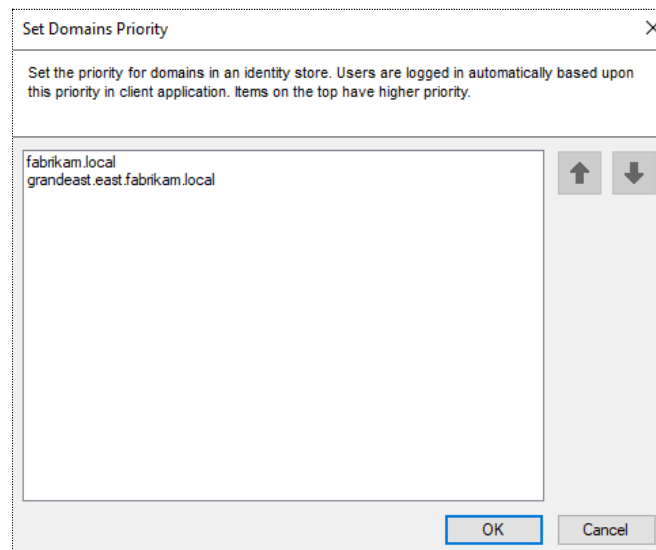 Set Domains Priority
Set the priority for domains in an identity store. Users are logged in automatically based upon
this priority in client application. Items on the top have higher priority.
fabrikam.local
grandeast.east.fabrikam.local
OK
Cancel